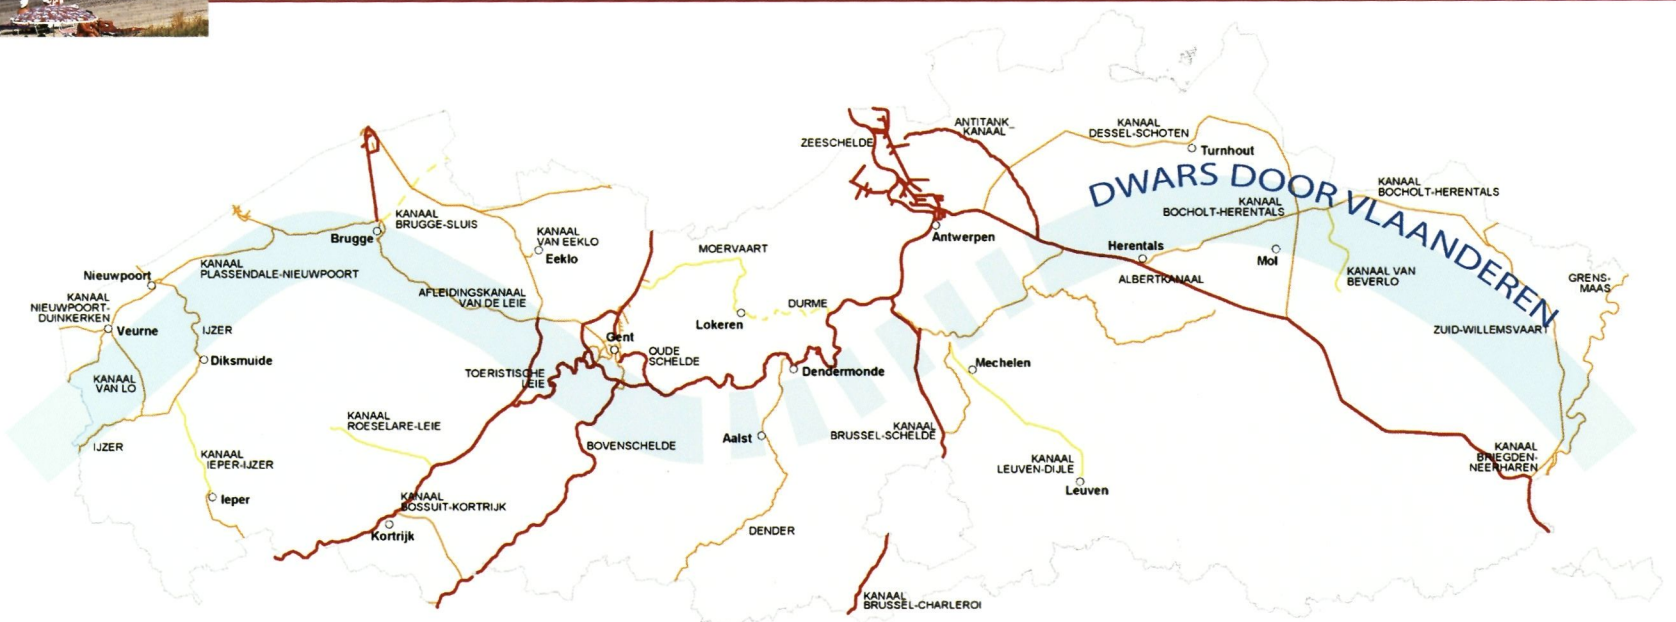 ZEESCHELDE
ANTITANK_
KANAAL
KANAAL
DESSEL-SCHOTEN
Turnhout
DWARS DOOR VLAANDEREN
KANAAL
BOCHOLT-HERENTALS
KANAAL
BOCHOLT-HERENTALS
KANAAL
BRUGGE-SLUIS
Brugge
KANAAL
VAN EEKLO
Eeklo
MOERVAART
Antwerpen
Herentals
Mol
ALBERTKANAAL
KANAAL VAN
BEVERLO
GRENS-
MAAS
ZUID-WILLEMSVAART
Nieuwpoort
KANAAL
PLASSENDALE-NIEUWPOORT
KANAAL
NIEUWPOORT-
DUINKERKEN
Veurne
IJZER
AFLEIDINGSKANAAL
VAN DE LEIE
DURME
Lokeren
Gent
OUDE
SCHELDE
Diksmuide
KANAAL
VAN LO
TOERISTISCHE
LEIE
Dendermonde
Mechelen
KANAAL
ROESELARE-LEIE
IJZER
KANAAL
IEPER-IJZER
BOVENSCHELDE
Aalst
KANAAL
BRUSSEL-SCHELDE
KANAAL
LEUVEN-DIJLE
Leuven
KANAAL
BRIEGDEN-
NEERHAREN
Ieper
KANAAL
BOSSUIT-KORTRIJK
Kortrijk
DENDER
KANAAL
BRUSSEL-CHARLEROI